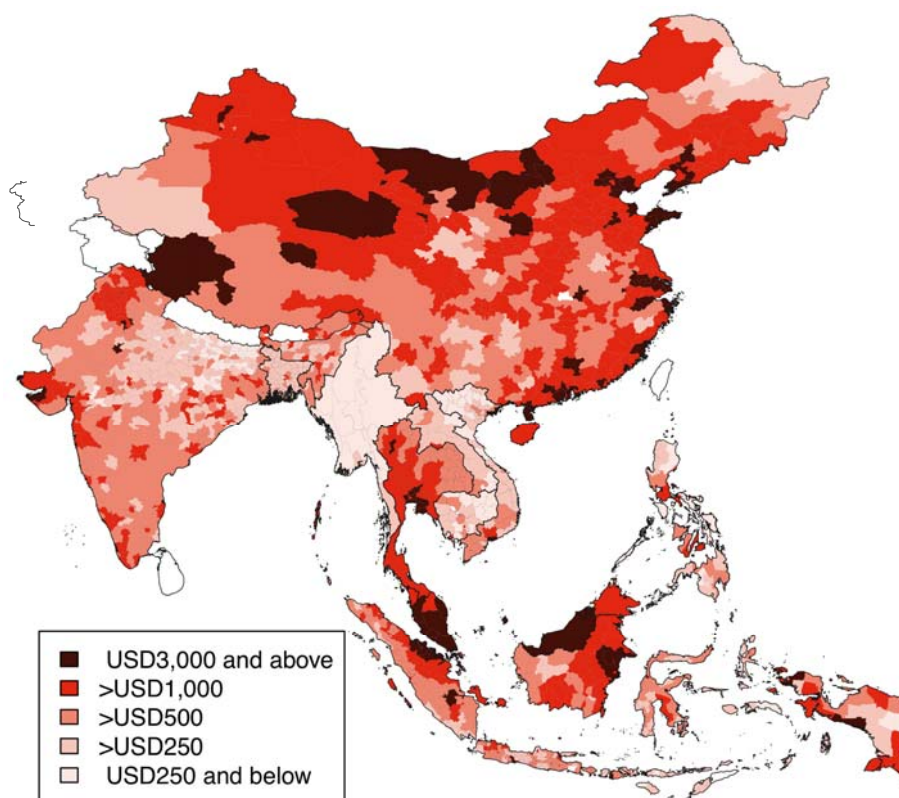 USD3,000 and above
>USD1,000
>USD500
>USD250
USD250 and below